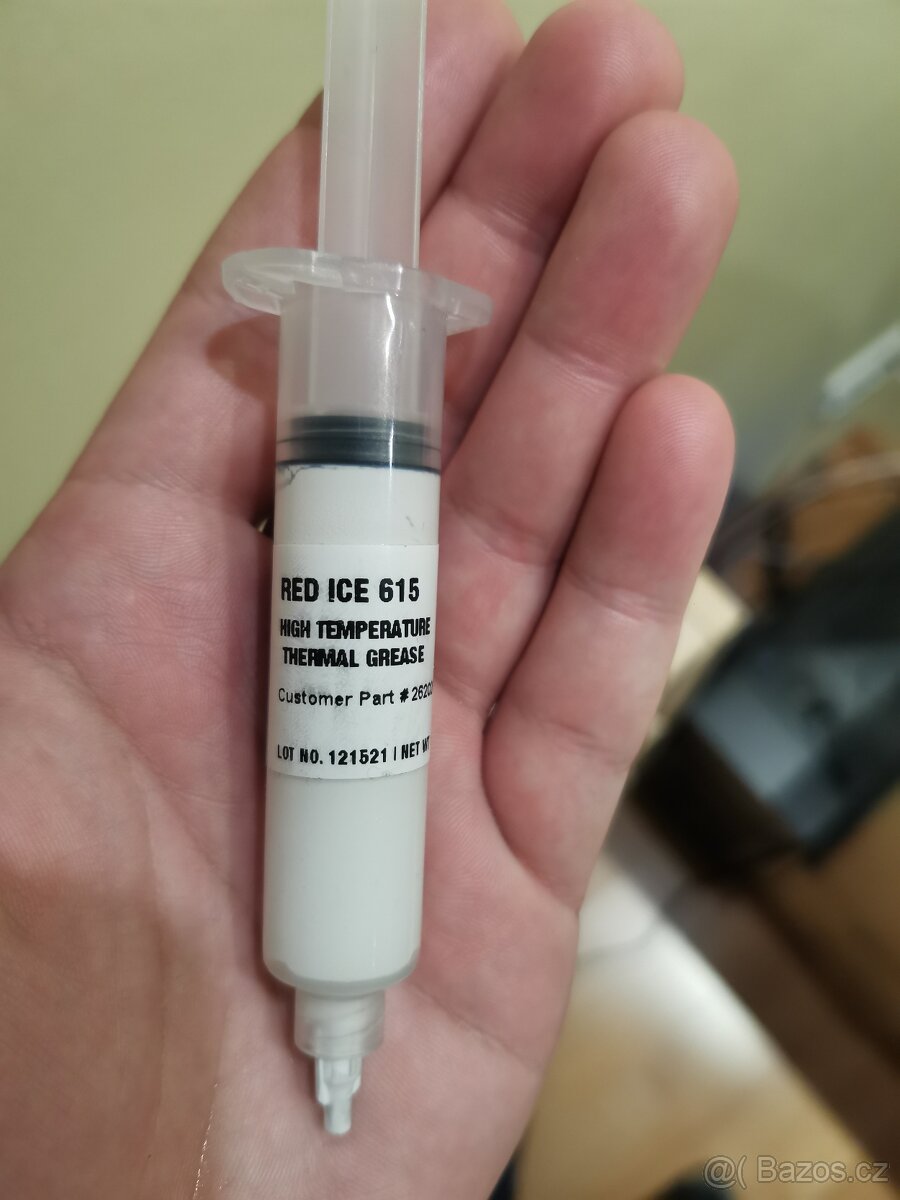 RED ICE 615
HIGH TEMPERATURE
THERMAL GREASE
Customer Part #
LOT NO. 121521 | NET
@( Bazos.cz